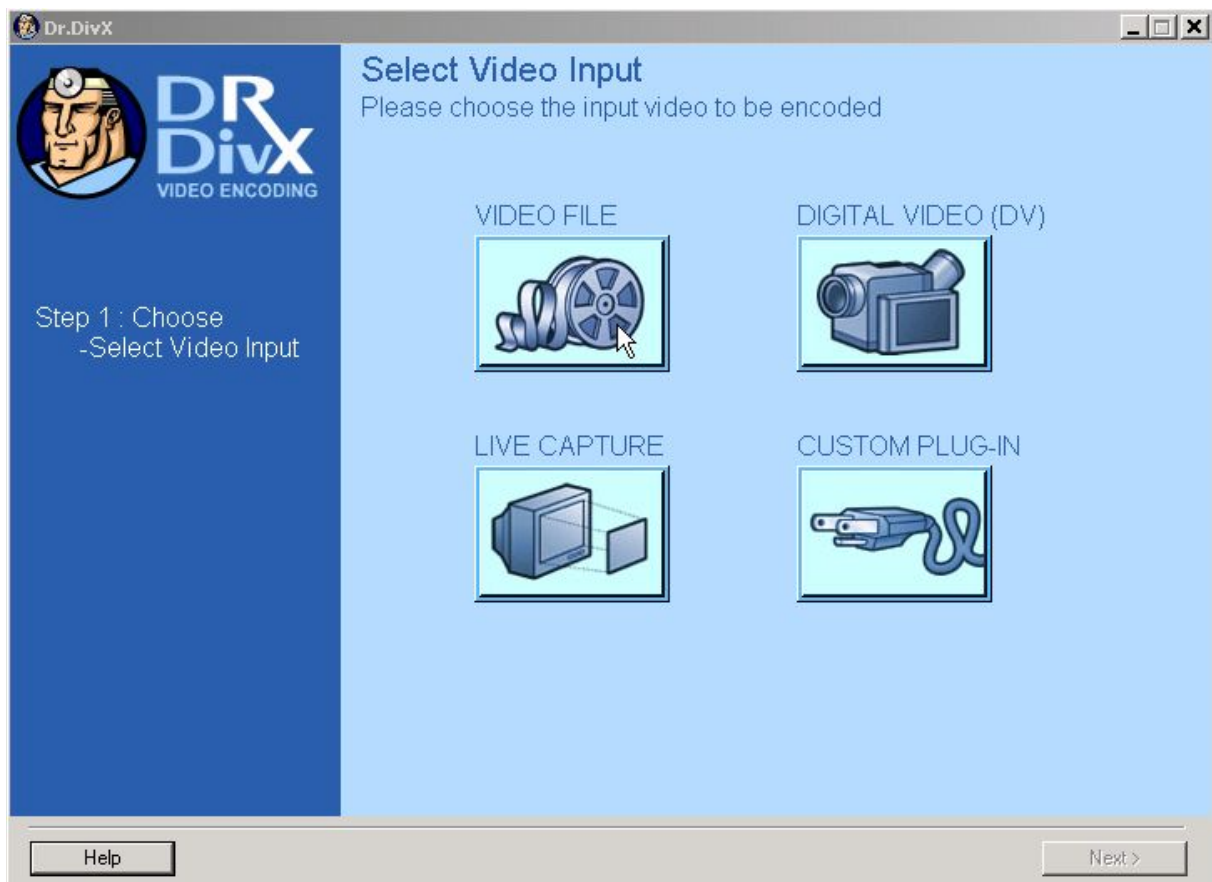 Dr.DivX
DR
DivX
VIDEO ENCODING
Step 1 : Choose
-Select Video Input
Select Video Input
Please choose the input video to be encoded
VIDEO FILE
DIGITAL VIDEO (DV)
LIVE CAPTURE
CUSTOM PLUG-IN
Help
Next >